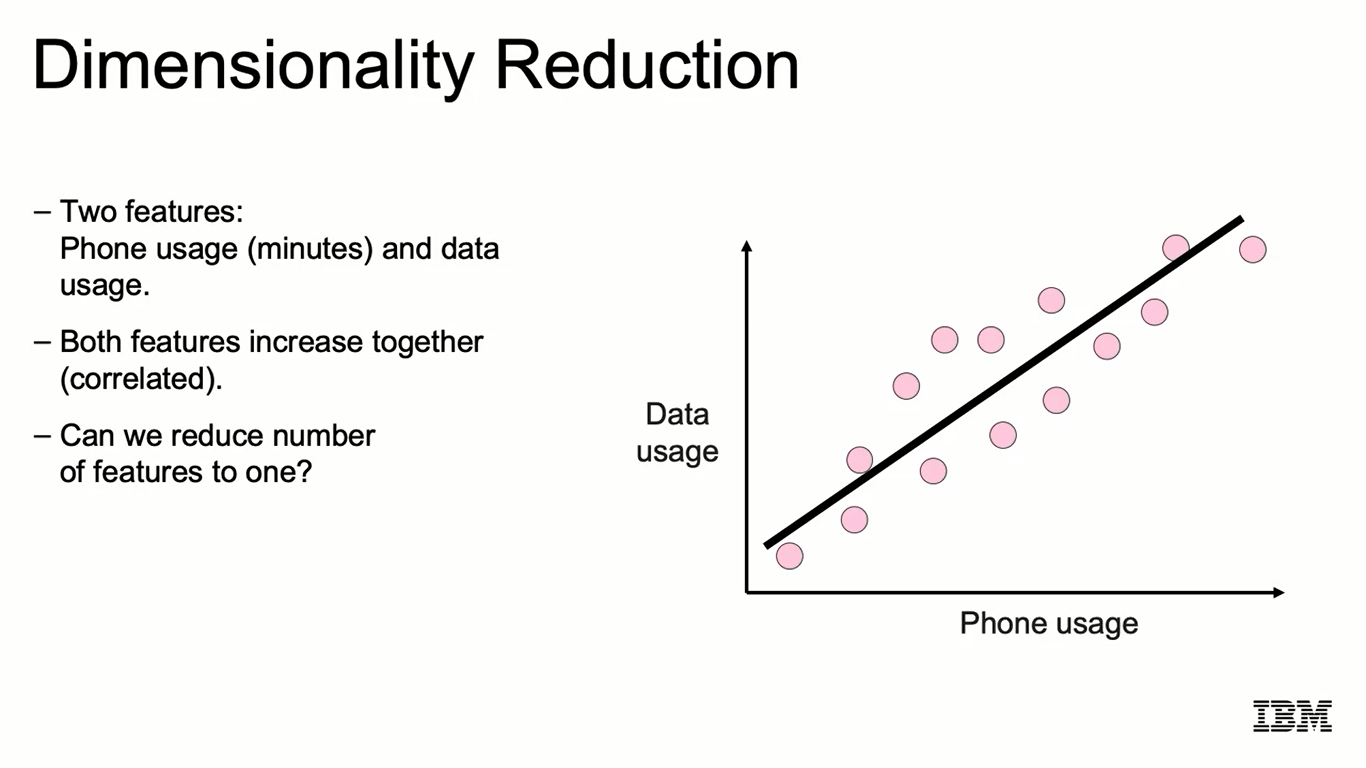 Dimensionality Reduction
– Two features:
Phone usage (minutes) and data
usage.
– Both features increase together
(correlated).
– Can we reduce number
of features to one?
Data
usage
Phone usage
IBM